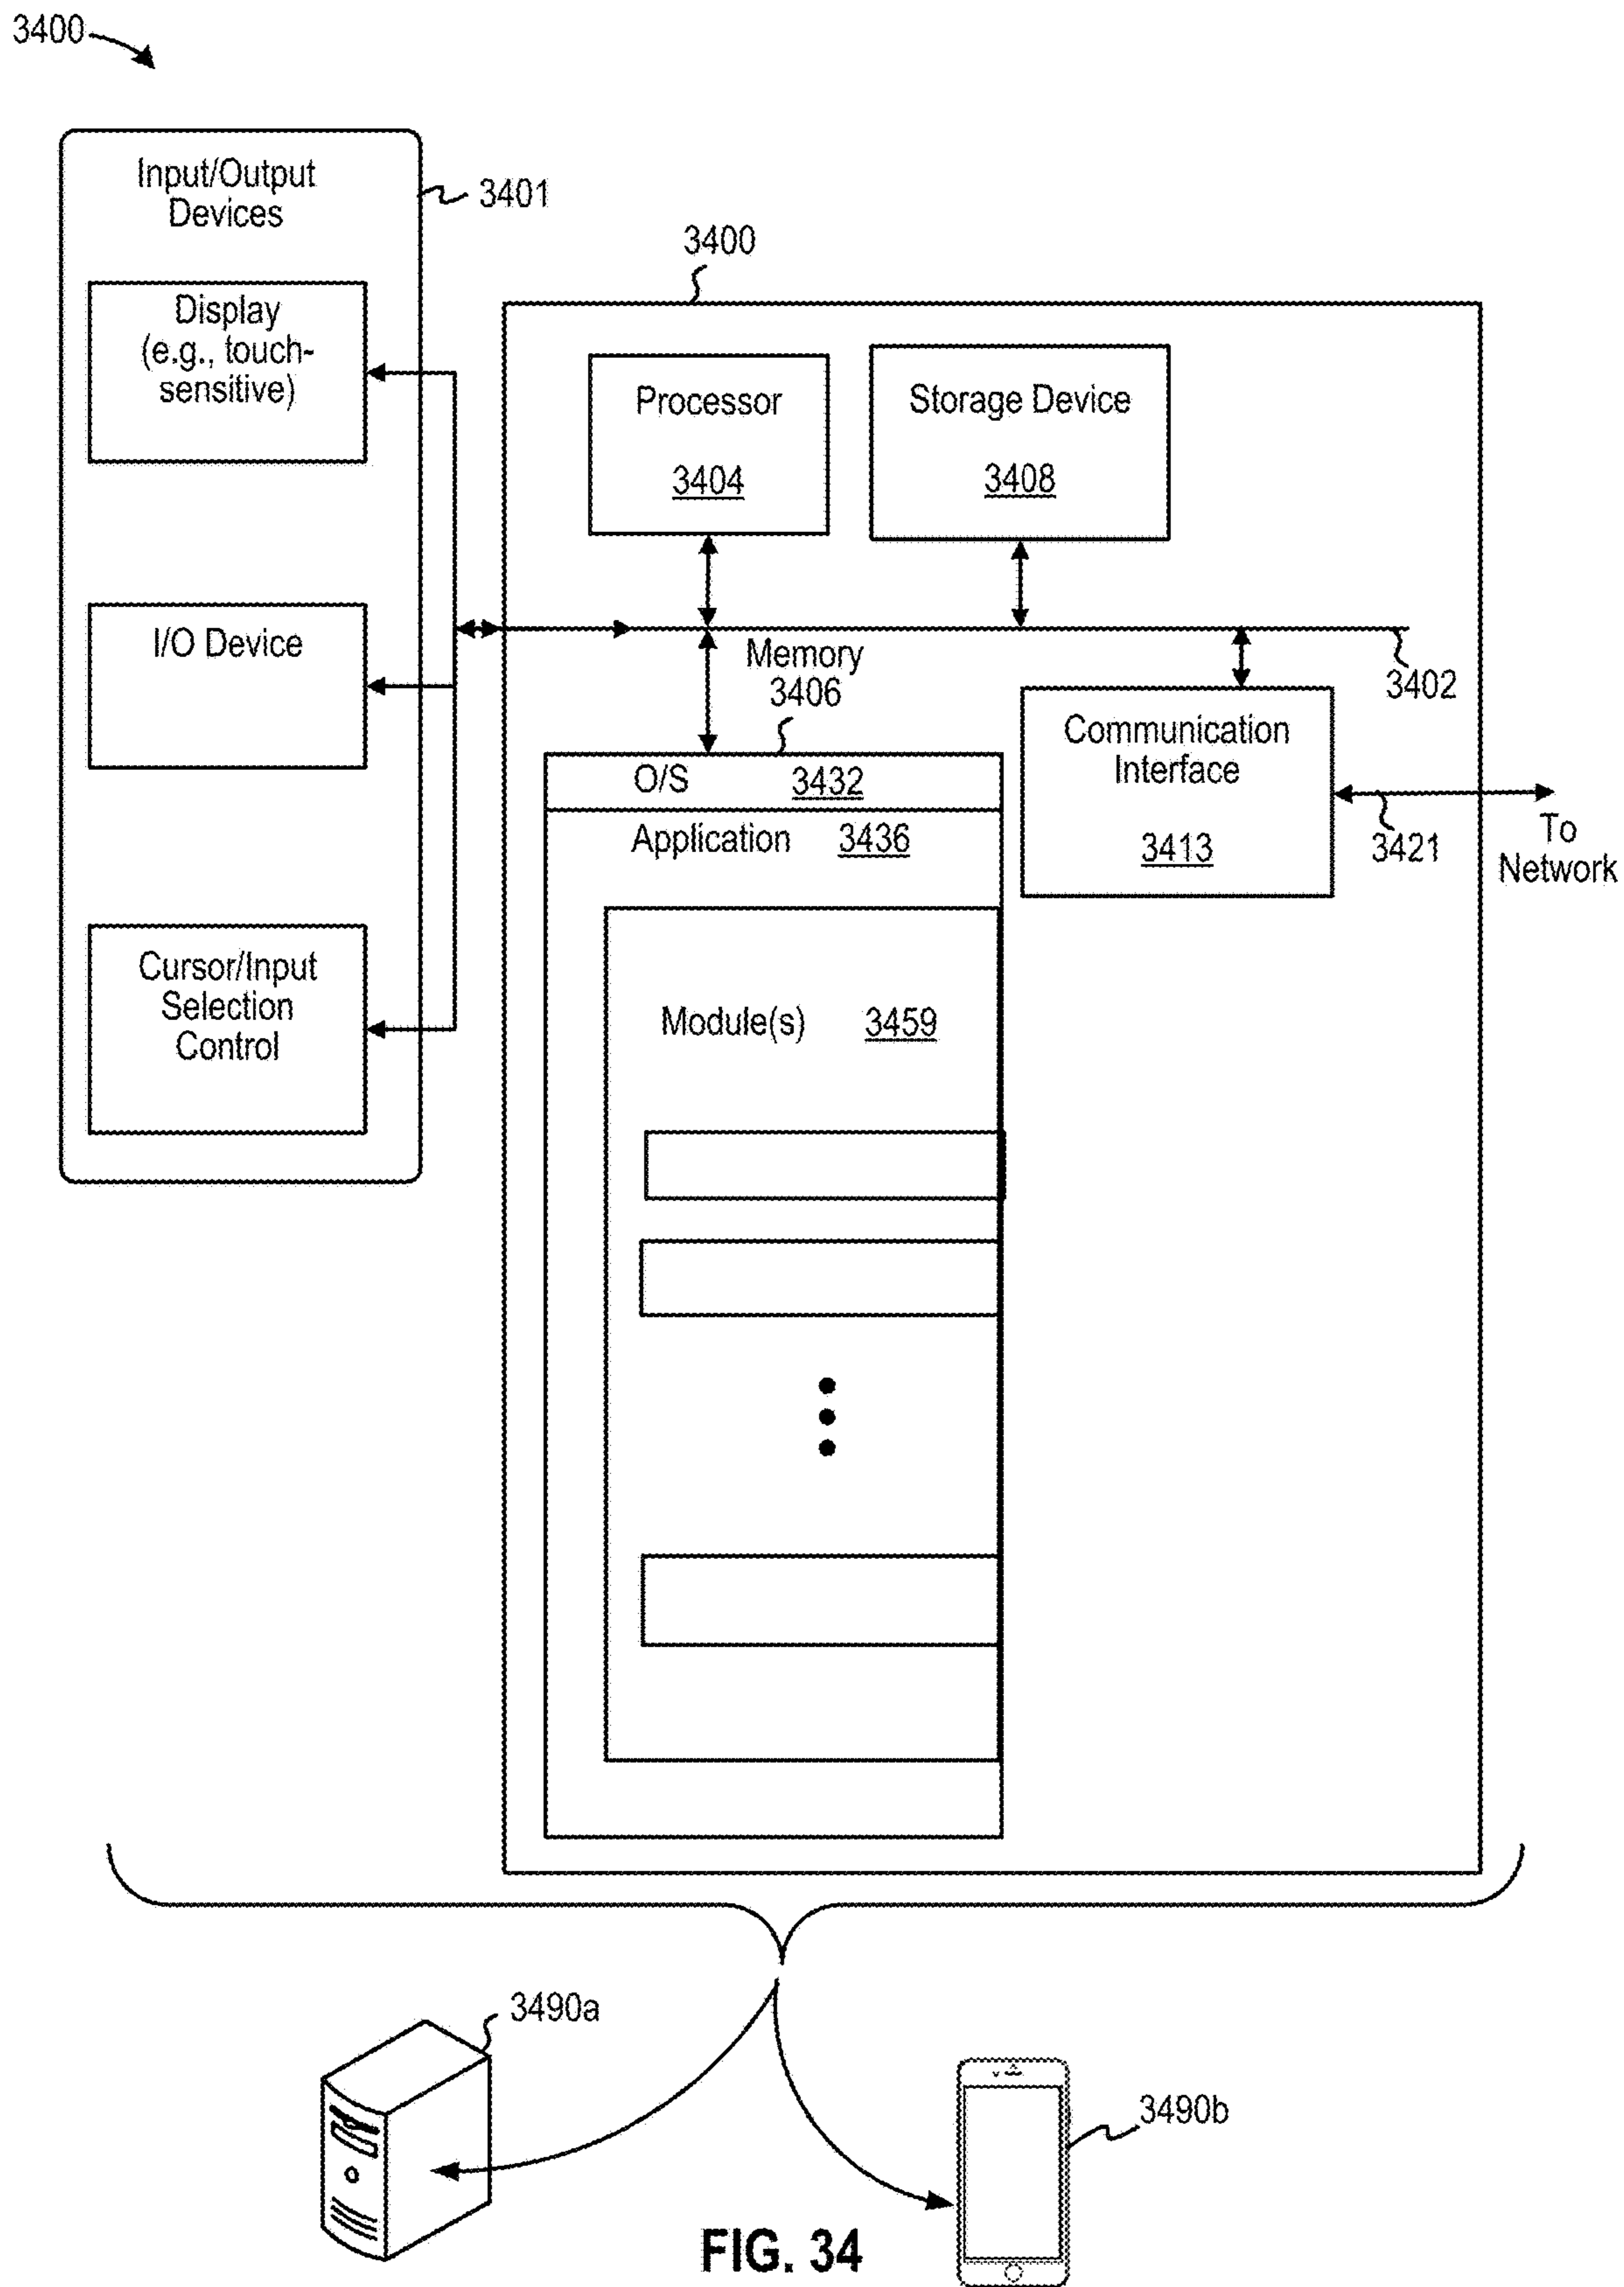 3400
Input/Output
Devices
3401
Display
(e.g., touch-
sensitive)
I/O Device
Cursor/Input
Selection
Control
3400
Processor
3404
Storage Device
3408
3402
Memory
3406
O/S 3432
Application 3436
Module(s) 3459
Communication
Interface
3413
3421
To
Network
3490a
3490b
FIG. 34